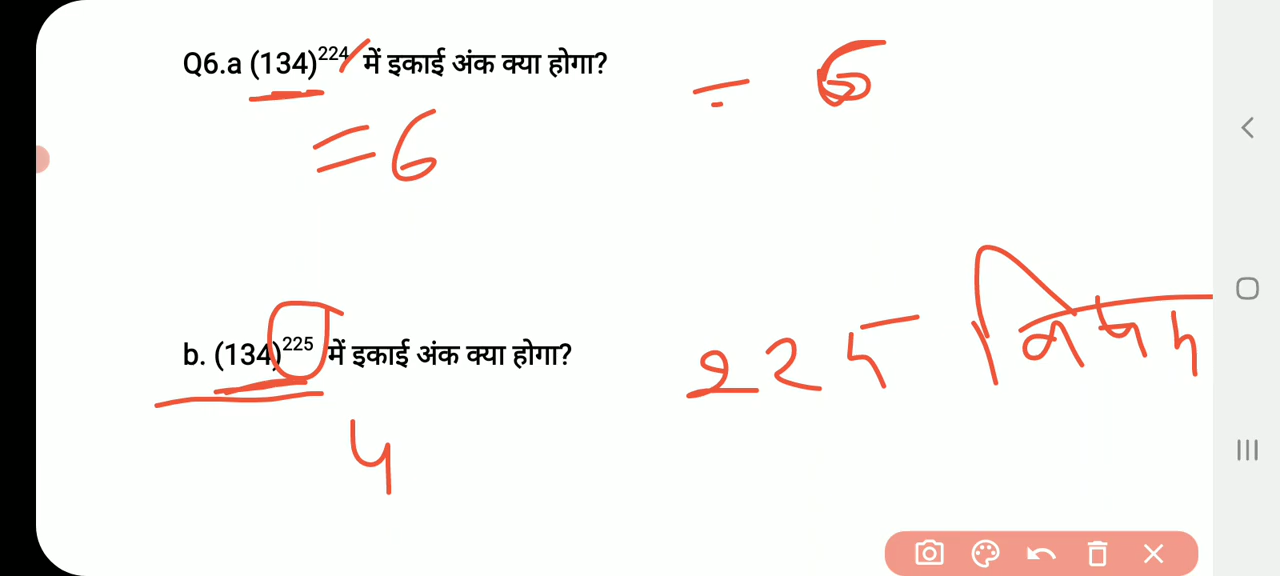 Q6.a (134)²²⁴ में इकाई अंक क्या होगा?
= 6
= 6
b. (134)²²⁵ में इकाई अंक क्या होगा?
225 विषम
4